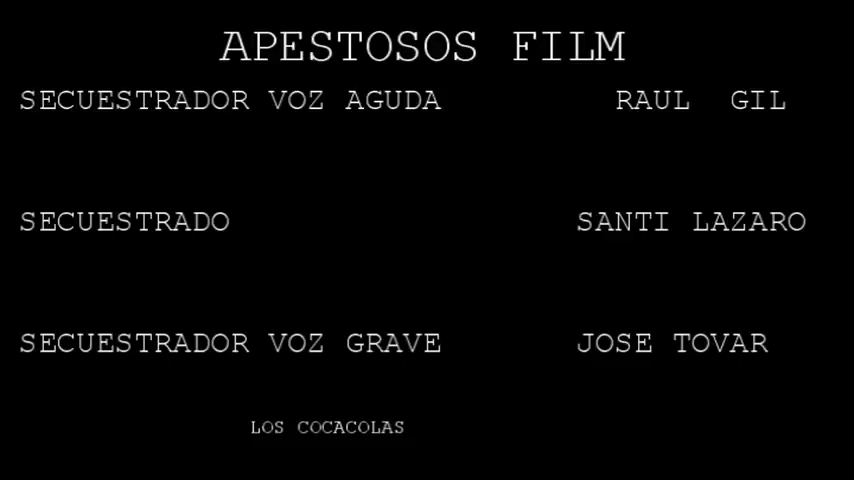 APESTOSOS FILM
SECUESTRADOR VOZ AGUDA RAUL GIL
SECUESTRADO SANTI LAZARO
SECUESTRADOR VOZ GRAVE JOSE TOVAR
LOS COCACOLAS